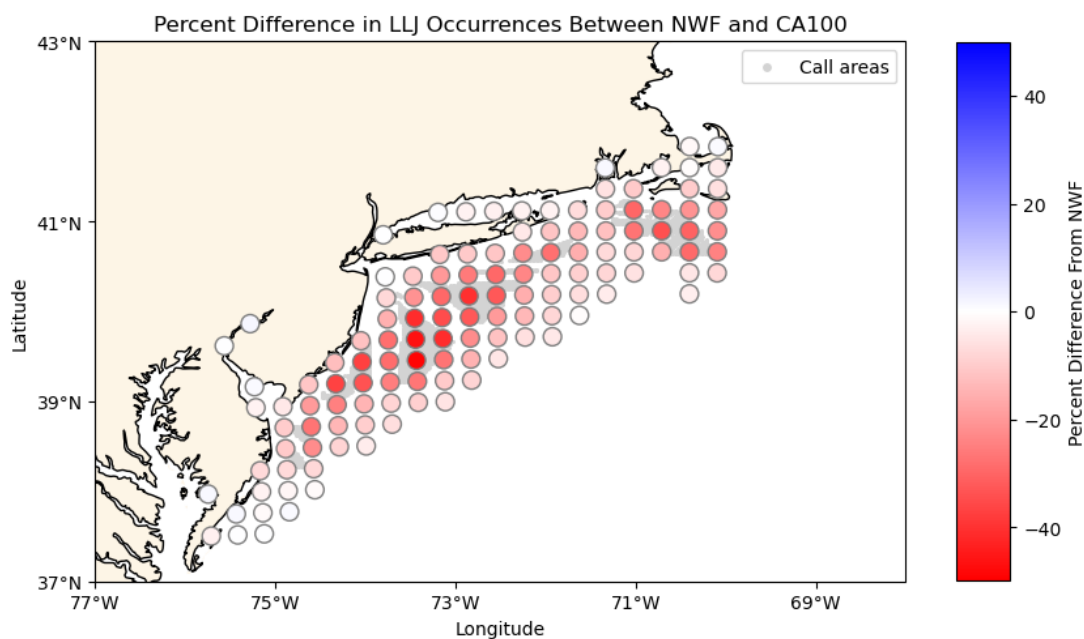 Percent Difference in LLJ Occurrences Between NWF and CA100
43°N
41°N
39°N
37°N
Latitude
77°W
75°W
73°W
71°W
69°W
Longitude
Call areas
40
20
0
−20
−40
Percent Difference From NWF